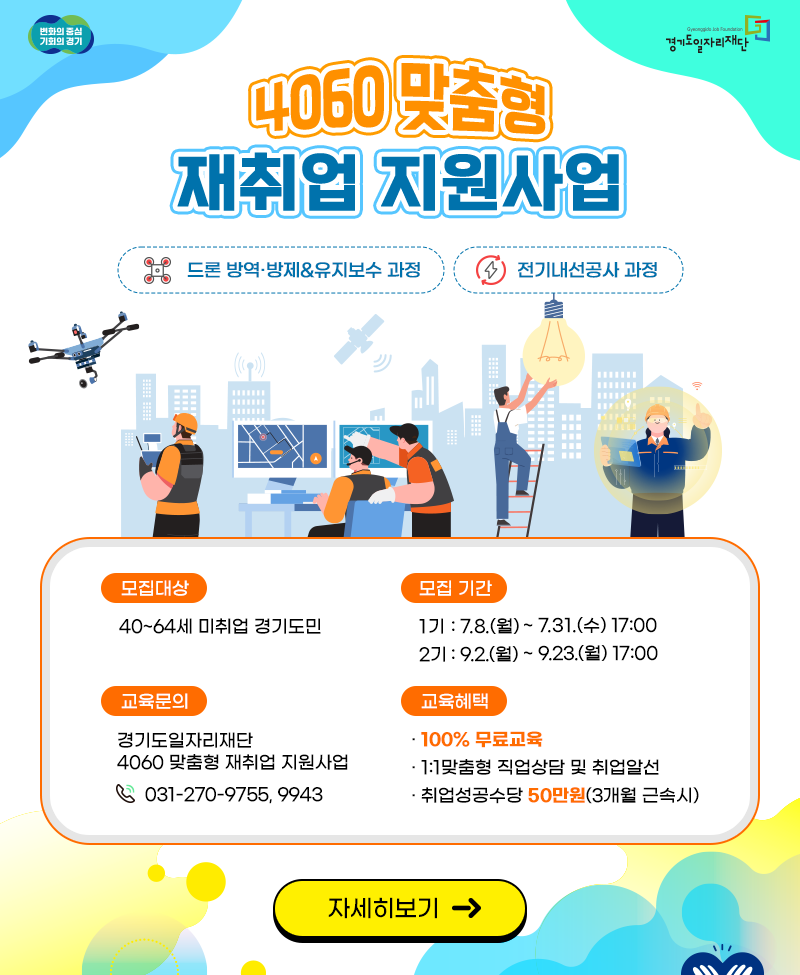 변화의 중심
기회의 경기
Gyeonggido Job Foundation
경기도일자리재단
4060 맞춤형
재취업 지원사업
드론 방역·방제&유지보수 과정
전기내선공사 과정
모집대상
40~64세 미취업 경기도민
모집 기간
1기 : 7.8.(월) ~ 7.31.(수) 17:00
2기 : 9.2.(월) ~ 9.23.(월) 17:00
교육문의
경기도일자리재단
4060 맞춤형 재취업 지원사업
031-270-9755, 9943
교육혜택
· 100% 무료교육
· 1:1맞춤형 직업상담 및 취업알선
· 취업성공수당 50만원(3개월 근속시)
자세히보기